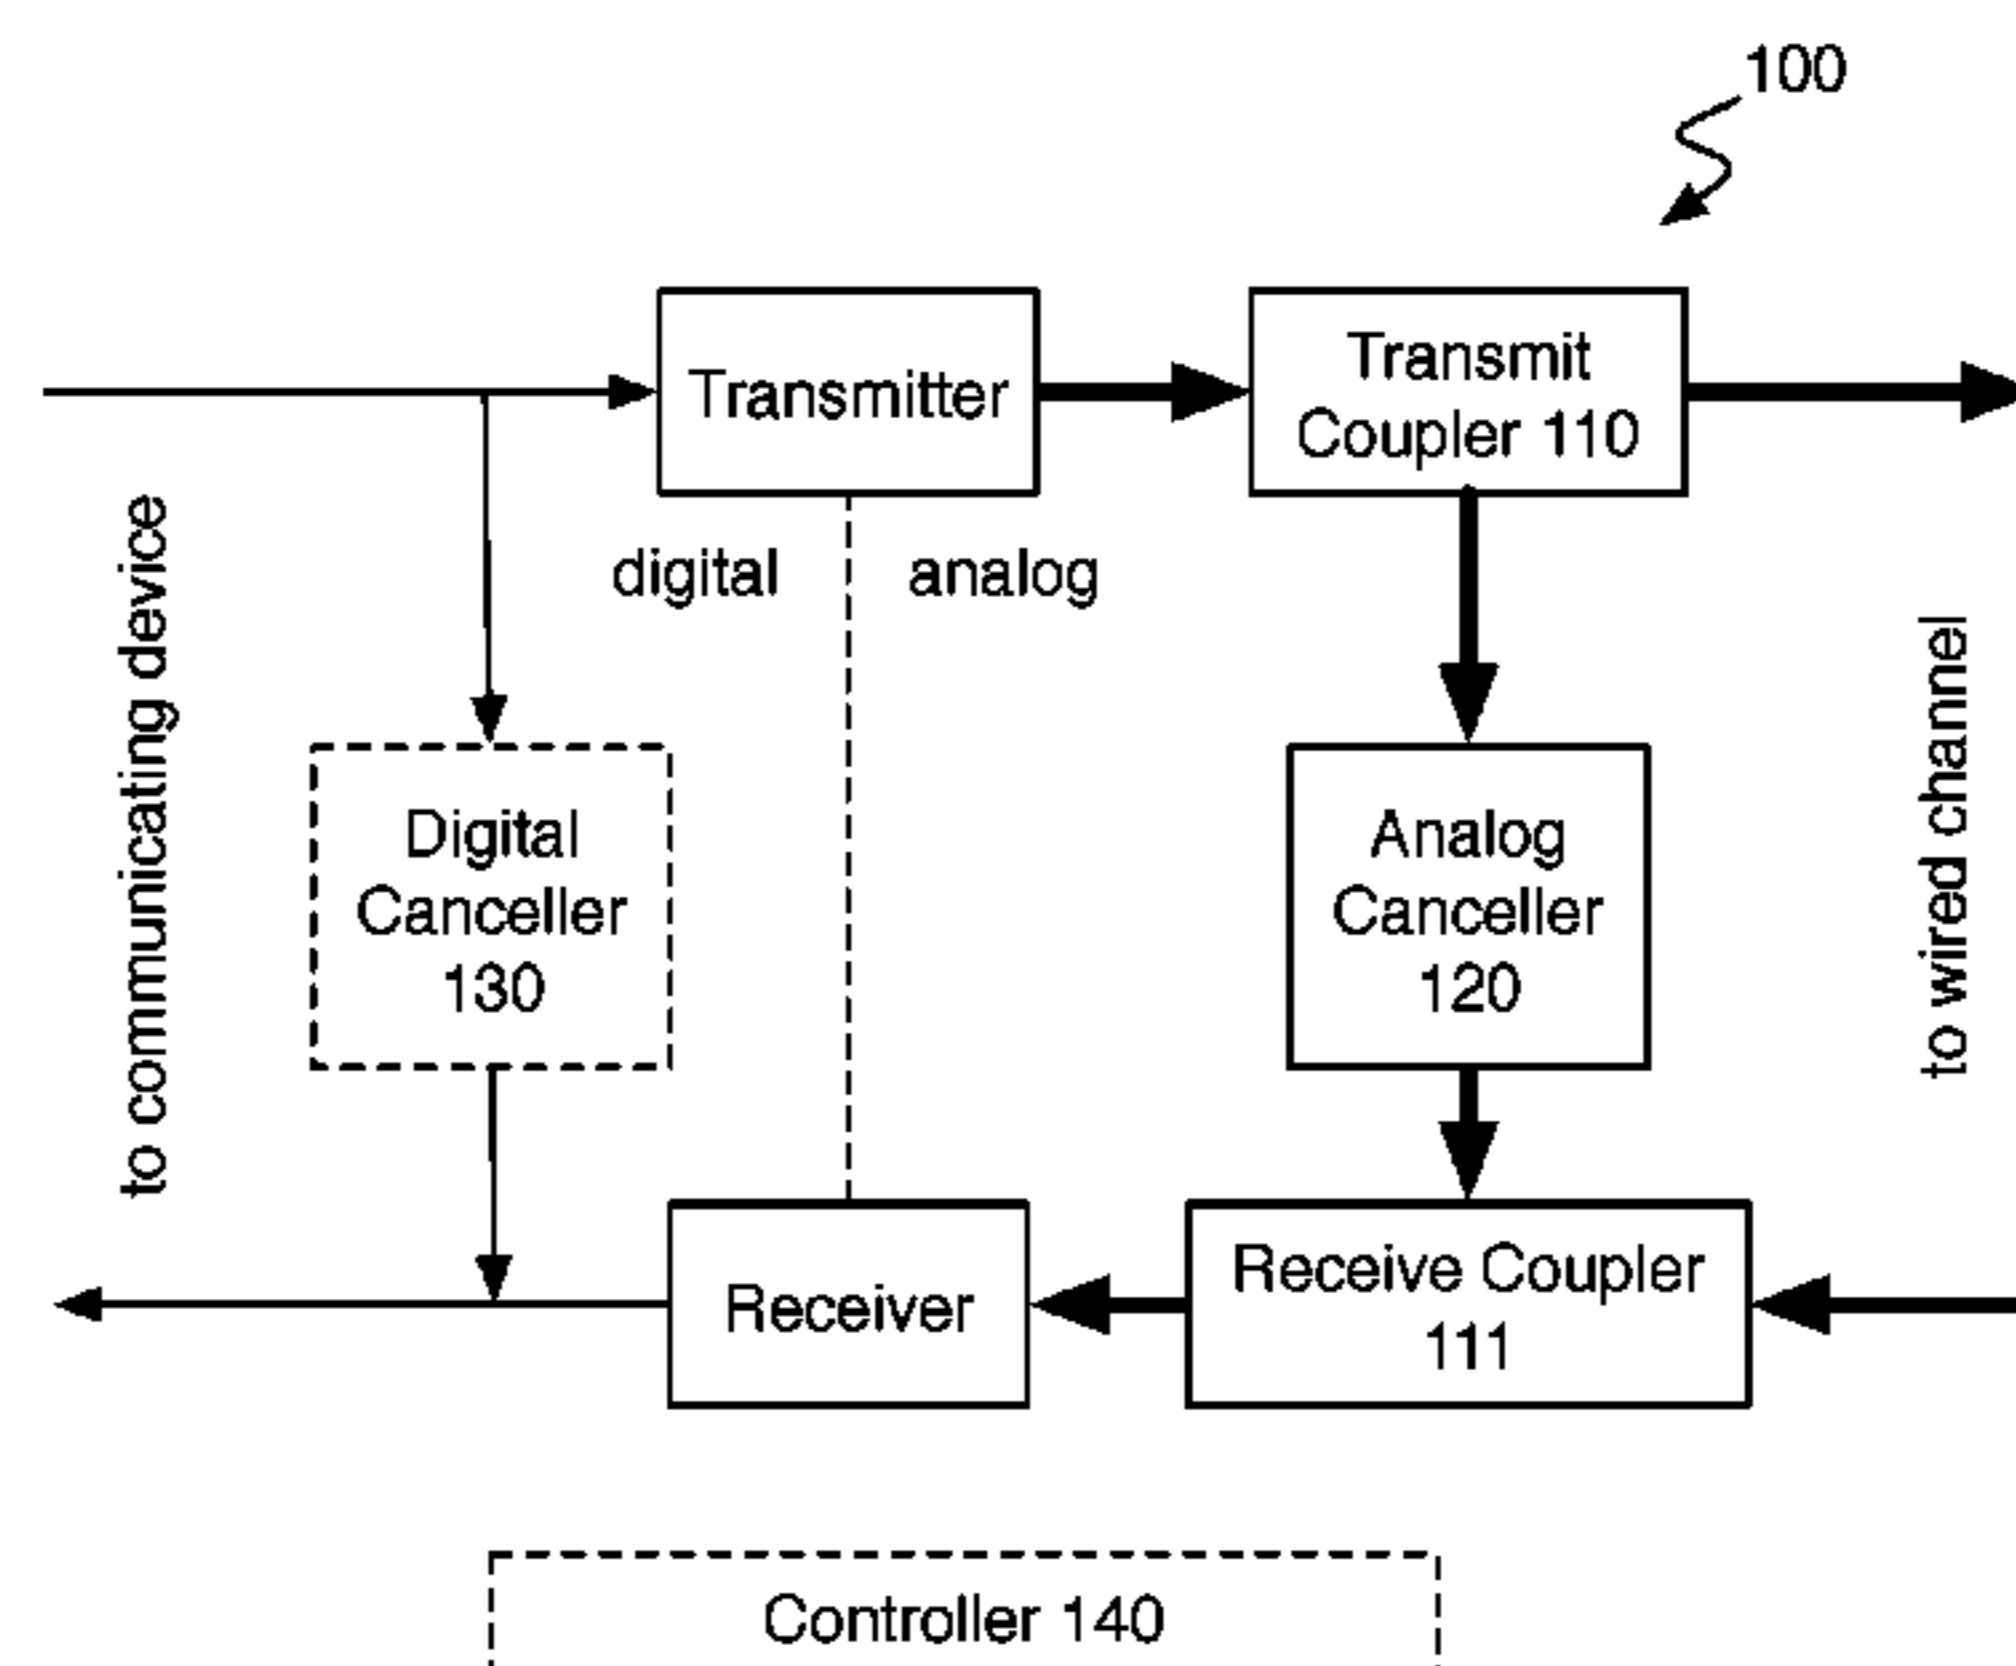 100
Transmitter
Transmit
Coupler 110
digital
analog
to communicating device
to wired channel
Digital
Canceller
130
Analog
Canceller
120
Receiver
Receive Coupler
111
Controller 140